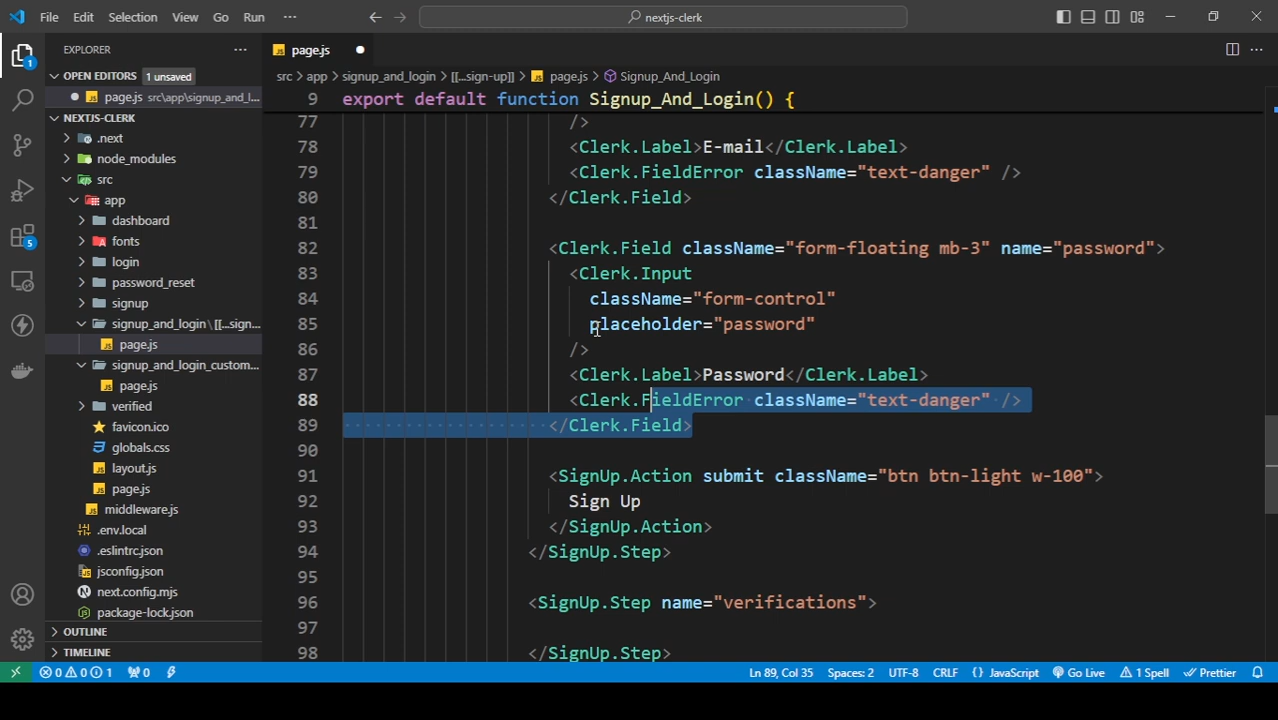 File Edit Selection View Go Run ··· nextjs-clerk
EXPLORER ···
OPEN EDITORS 1 unsaved
page.js src\app\signup_and_l...
NEXTJS-CLERK
.next
node_modules
src
app
dashboard
fonts
login
password_reset
signup
signup_and_login\[[...sign...
page.js
signup_and_login_custom...
page.js
verified
favicon.ico
globals.css
layout.js
page.js
middleware.js
.env.local
.eslintrc.json
jsconfig.json
next.config.mjs
package-lock.json
OUTLINE
TIMELINE
1
5
page.js
src > app > signup_and_login > [[...sign-up]] > page.js > Signup_And_Login
9 export default function Signup_And_Login() {
77 />
78 <Clerk.Label>E-mail</Clerk.Label>
79 <Clerk.FieldError className="text-danger" />
80 </Clerk.Field>
81
82 <Clerk.Field className="form-floating mb-3" name="password">
83 <Clerk.Input
84 className="form-control"
85 placeholder="password"
86 />
87 <Clerk.Label>Password</Clerk.Label>
88 <Clerk.FieldError className="text-danger" />
89 </Clerk.Field>
90
91 <SignUp.Action submit className="btn btn-light w-100">
92 Sign Up
93 </SignUp.Action>
94 </SignUp.Step>
95
96 <SignUp.Step name="verifications">
97
98 </SignUp.Step>
0 0 1 0 Ln 89, Col 35 Spaces: 2 UTF-8 CRLF {} JavaScript Go Live 1 Spell Prettier